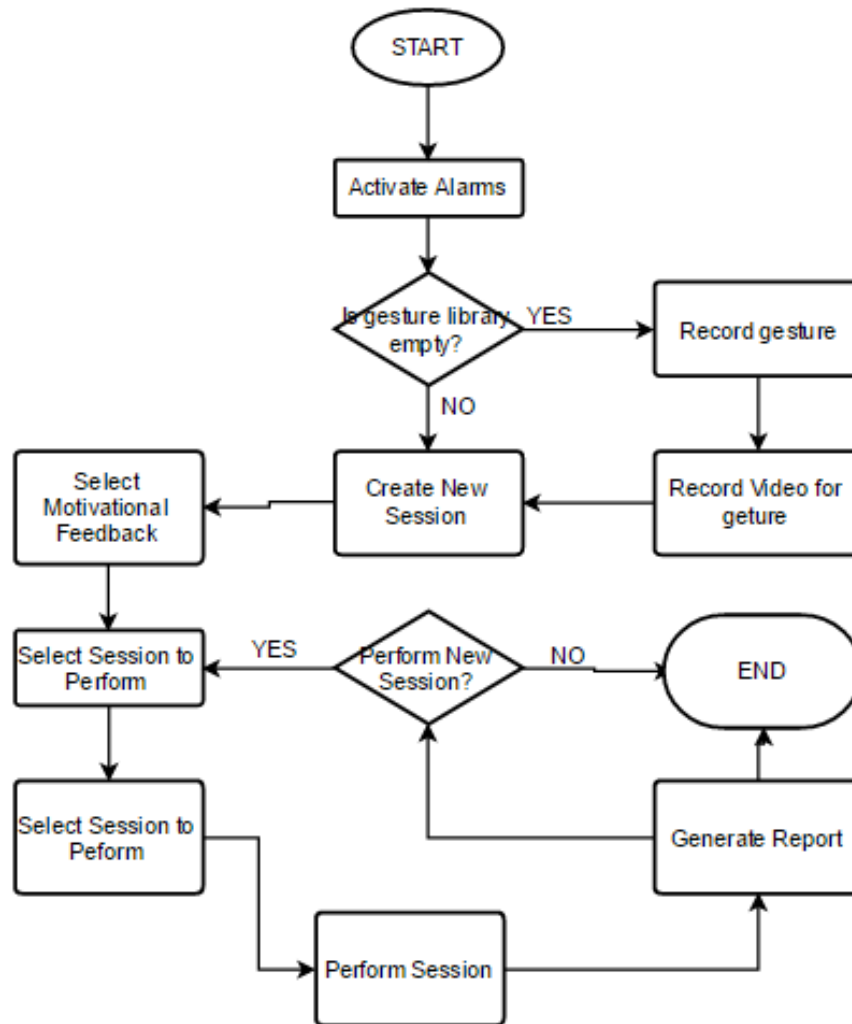 START
Activate Alarms
Is gesture library
empty?
YES
Record gesture
NO
Select
Motivational
Feedback
Create New
Session
Record Video for
geture
Select Session to
Perform
YES
Perform New
Session?
NO
END
Select Session to
Peform
Generate Report
Perform Session